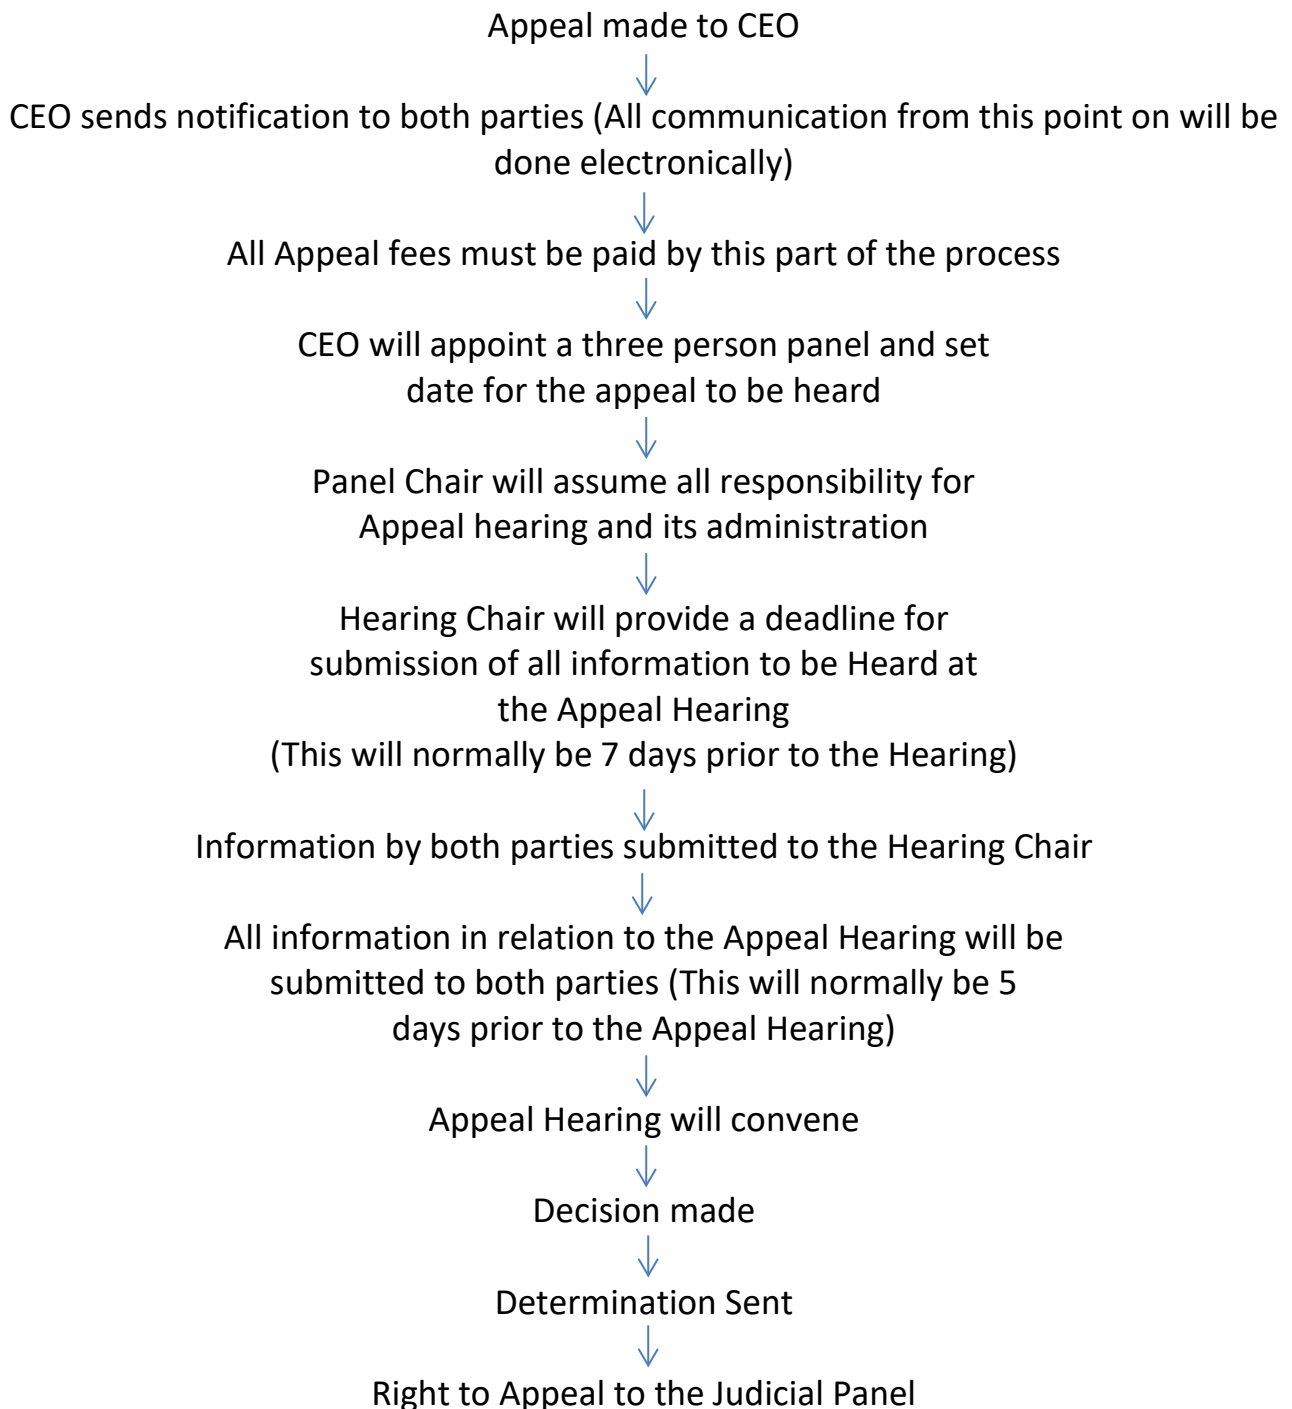 Appeal made to CEO
CEO sends notification to both parties (All communication from this point on will be
done electronically)
All Appeal fees must be paid by this part of the process
CEO will appoint a three person panel and set
date for the appeal to be heard
Panel Chair will assume all responsibility for
Appeal hearing and its administration
Hearing Chair will provide a deadline for
submission of all information to be Heard at
the Appeal Hearing
(This will normally be 7 days prior to the Hearing)
Information by both parties submitted to the Hearing Chair
All information in relation to the Appeal Hearing will be
submitted to both parties (This will normally be 5
days prior to the Appeal Hearing)
Appeal Hearing will convene
Decision made
Determination Sent
Right to Appeal to the Judicial Panel